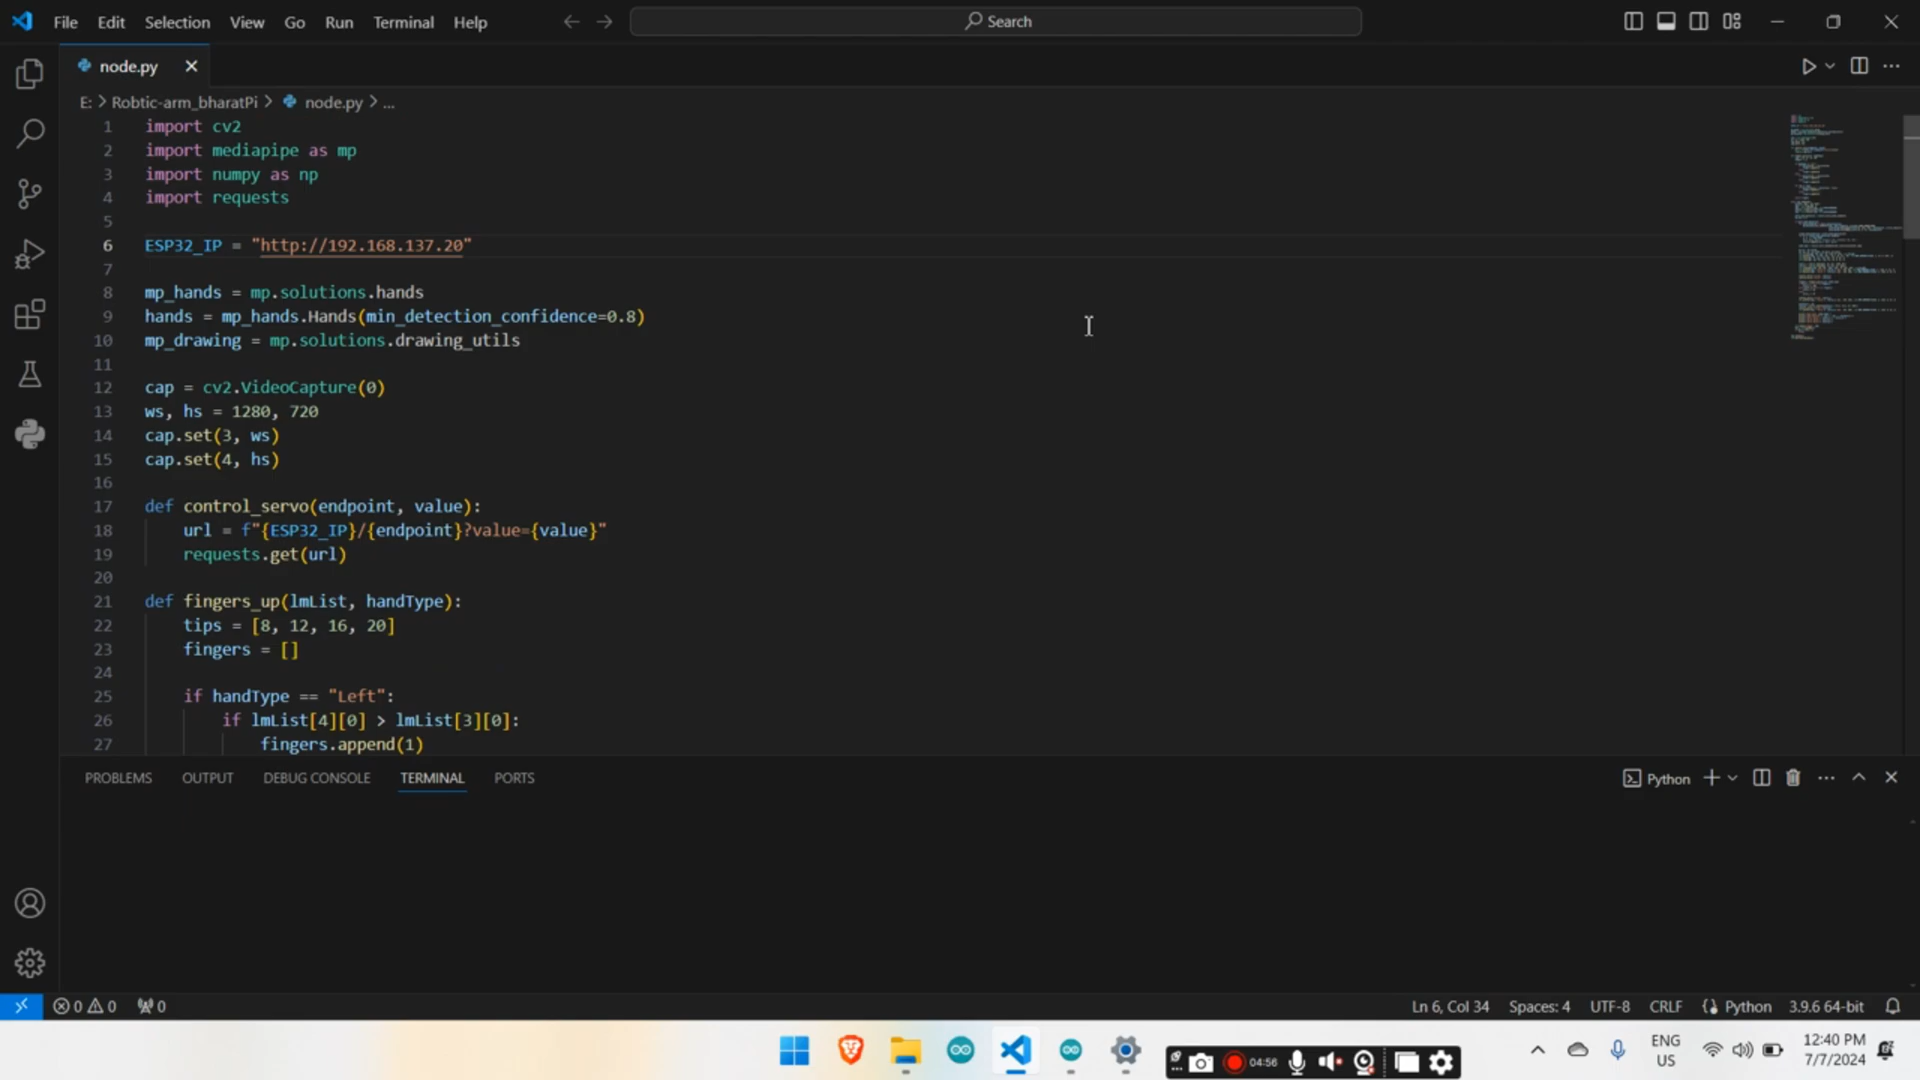 File Edit Selection View Go Run Terminal Help
Search
node.py
E: > Robtic-arm_bharatPi > node.py > ...
1 import cv2
2 import mediapipe as mp
3 import numpy as np
4 import requests
5
6 ESP32_IP = "http://192.168.137.20"
7
8 mp_hands = mp.solutions.hands
9 hands = mp_hands.Hands(min_detection_confidence=0.8)
10 mp_drawing = mp.solutions.drawing_utils
11
12 cap = cv2.VideoCapture(0)
13 ws, hs = 1280, 720
14 cap.set(3, ws)
15 cap.set(4, hs)
16
17 def control_servo(endpoint, value):
18 url = f"{ESP32_IP}/{endpoint}?value={value}"
19 requests.get(url)
20
21 def fingers_up(lmList, handType):
22 tips = [8, 12, 16, 20]
23 fingers = []
24
25 if handType == "Left":
26 if lmList[4][0] > lmList[3][0]:
27 fingers.append(1)
PROBLEMS OUTPUT DEBUG CONSOLE TERMINAL PORTS
Python
0 0 0
Ln 6, Col 34 Spaces: 4 UTF-8 CRLF Python 3.9.6 64-bit
04:56
ENG
US
12:40 PM
7/7/2024